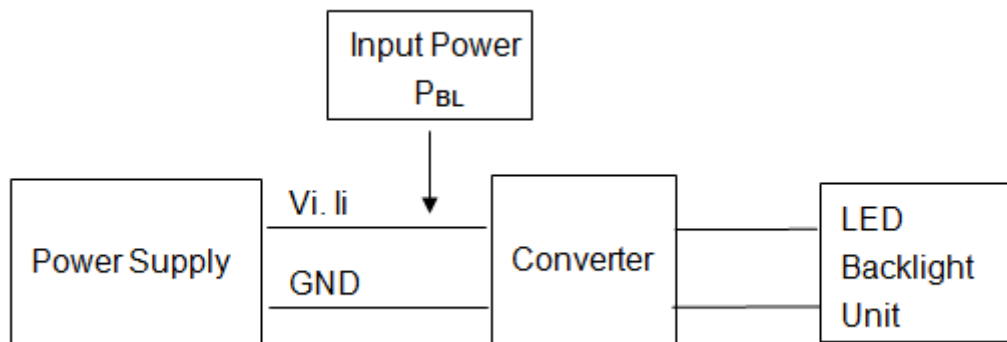 Input Power
PBL
Vi. Ii
Power Supply
GND
Converter
LED
Backlight
Unit